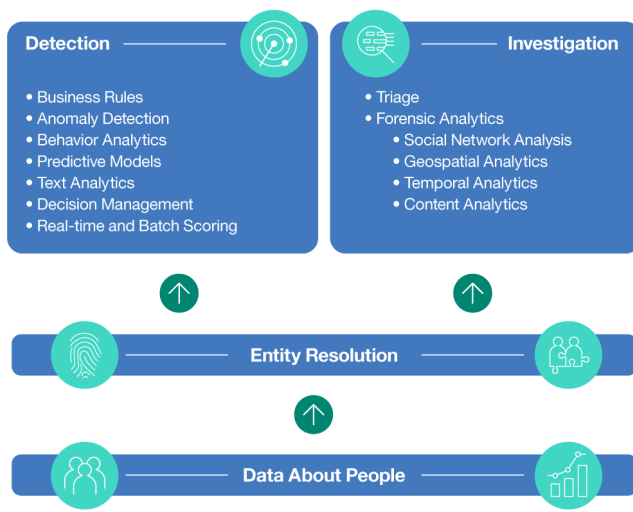 Detection
• Business Rules
• Anomaly Detection
• Behavior Analytics
• Predictive Models
• Text Analytics
• Decision Management
• Real-time and Batch Scoring
Investigation
• Triage
• Forensic Analytics
• Social Network Analysis
• Geospatial Analytics
• Temporal Analytics
• Content Analytics
Entity Resolution
Data About People